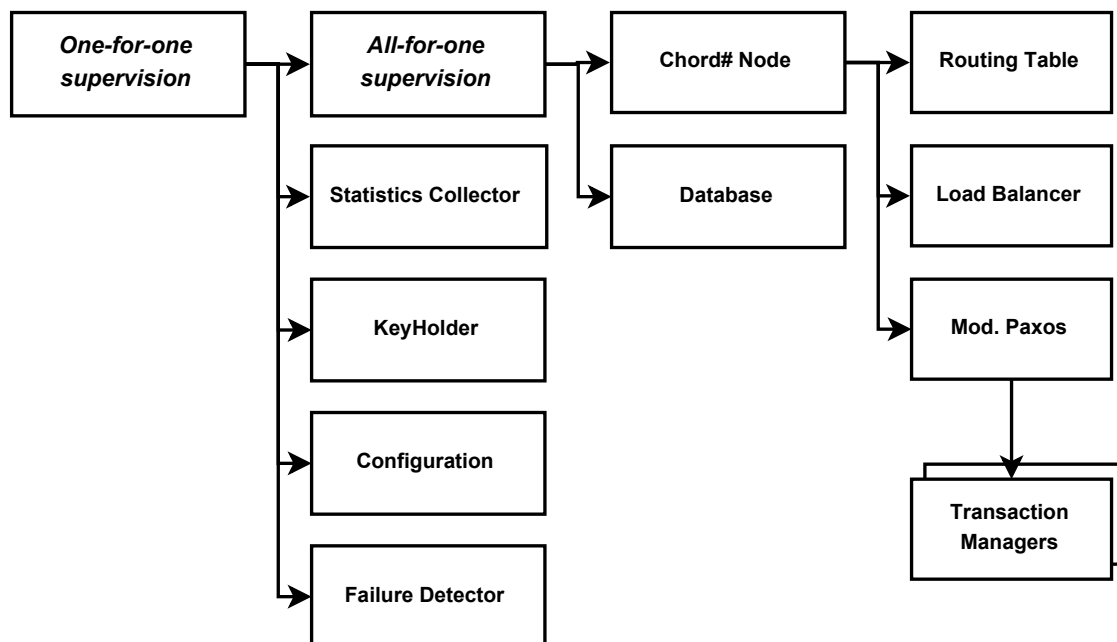 One-for-one
supervision
All-for-one
supervision
Chord# Node
Routing Table
Statistics Collector
Database
Load Balancer
KeyHolder
Mod. Paxos
Configuration
Transaction
Managers
Failure Detector